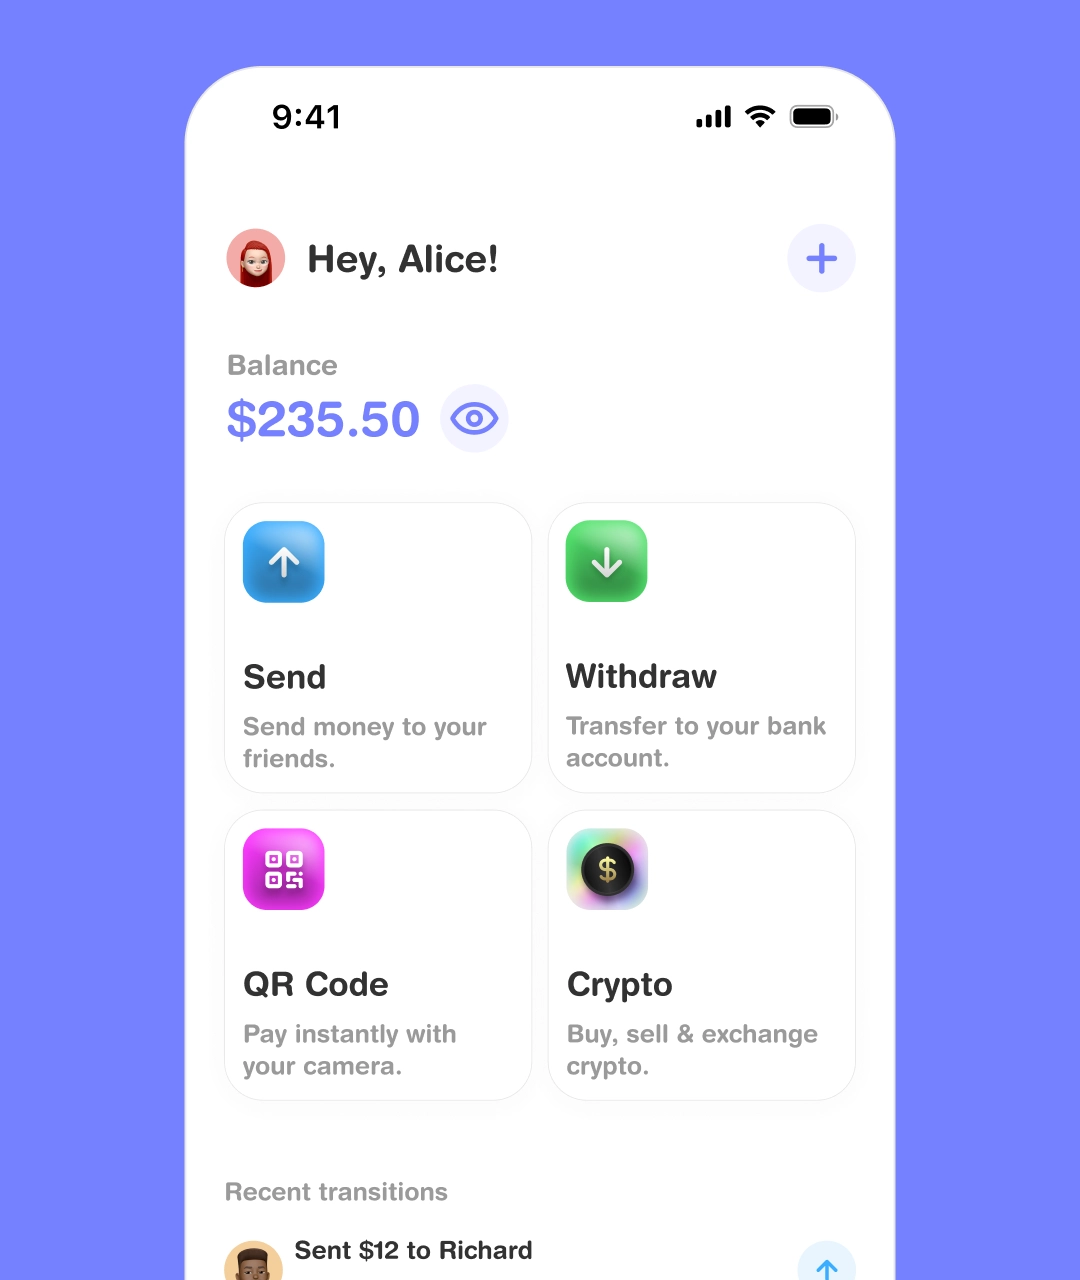 9:41
Hey, Alice!
Balance
$235.50
Send
Send money to your
friends.
Withdraw
Transfer to your bank
account.
QR Code
Pay instantly with
your camera.
$
Crypto
Buy, sell & exchange
crypto.
Recent transitions
Sent $12 to Richard